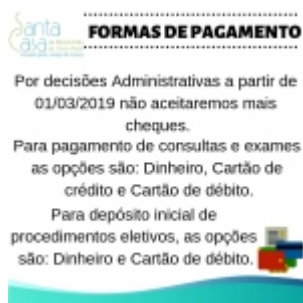 Santa
Casa
FORMAS DE PAGAMENTO
Por decisões Administrativas a partir de
01/03/2019 não aceitaremos mais
cheques.
Para pagamento de consultas e exames
as opções são: Dinheiro, Cartão de
crédito e Cartão de débito.
Para depósito inicial de
procedimentos eletivos, as opções
são: Dinheiro e Cartão de débito.